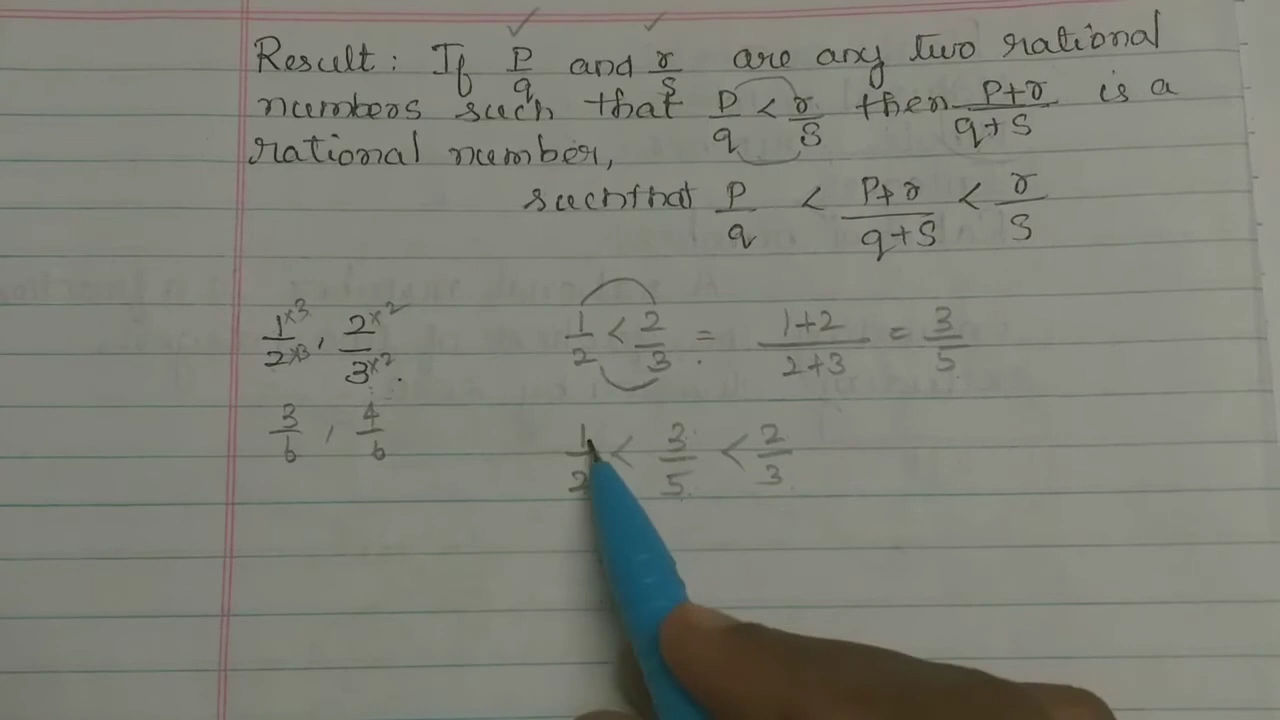 Result: If p/q and r/s are any two rational
numbers such that p/q < r/s then p+r/q+s is a
rational number,
such that p/q < p+r/q+s < r/s
1×3/2×3, 2×2/3×2. 1/2 < 2/3 = 1+2/2+3 = 3/5
3/6, 4/6 1/2 < 3/5 < 2/3